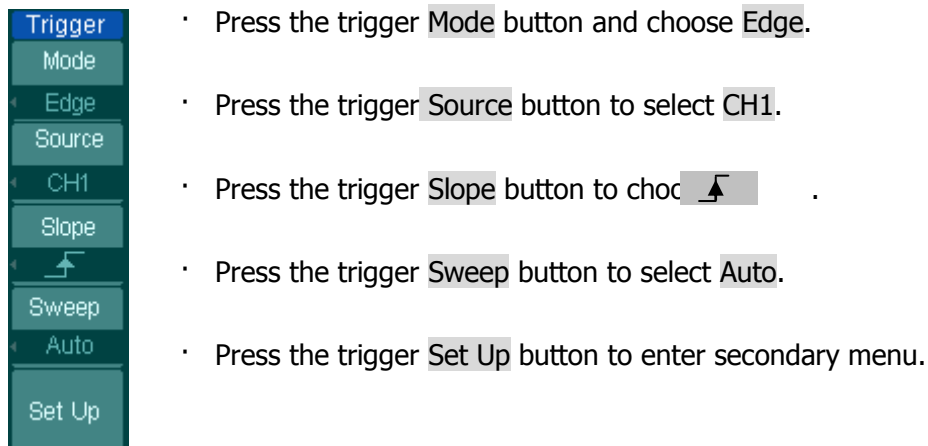 Trigger
Mode
Edge
Source
CH1
Slope
Sweep
Auto
Set Up
· Press the trigger Mode button and choose Edge.
· Press the trigger Source button to select CH1.
· Press the trigger Slope button to choo .
· Press the trigger Sweep button to select Auto.
· Press the trigger Set Up button to enter secondary menu.